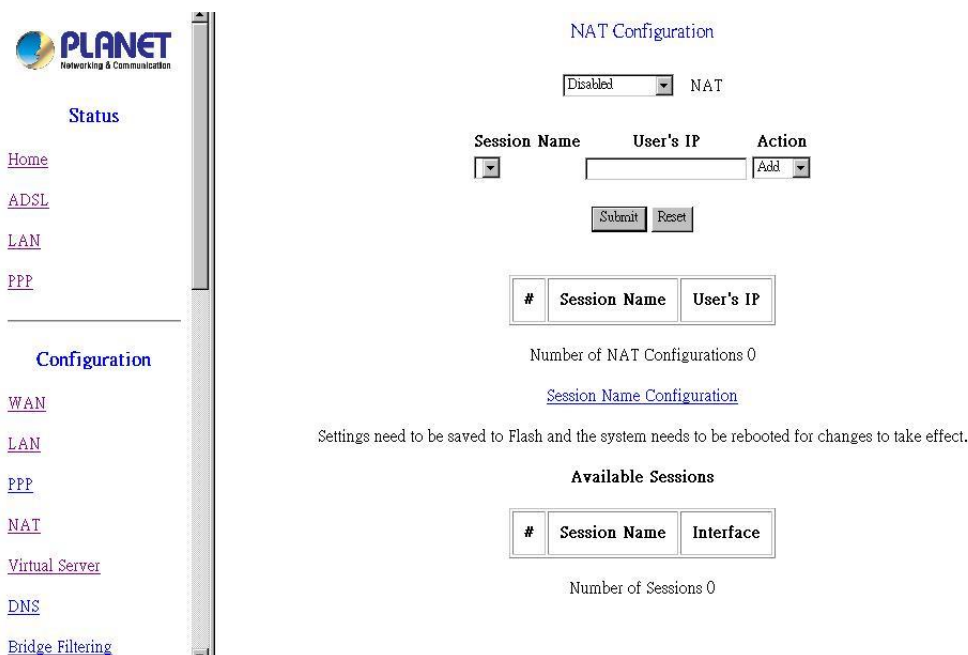 PLANET
Networking & Communication
Status
Home
ADSL
LAN
PPP
Configuration
WAN
LAN
PPP
NAT
Virtual Server
DNS
Bridge Filtering
NAT Configuration
Disabled NAT
Session Name User's IP Action
Add
Submit Reset
# Session Name User's IP
Number of NAT Configurations 0
Session Name Configuration
Settings need to be saved to Flash and the system needs to be rebooted for changes to take effect.
Available Sessions
# Session Name Interface
Number of Sessions 0